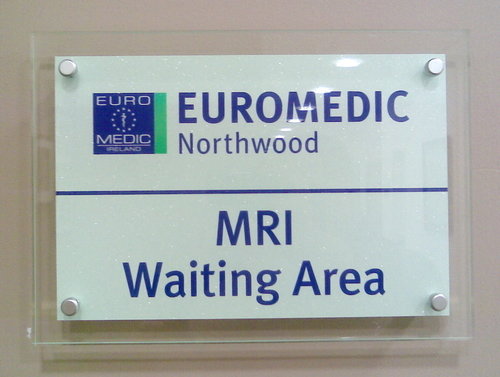 EURO
MEDIC
IRELAND
EUROMEDIC
Northwood
MRI
Waiting Area